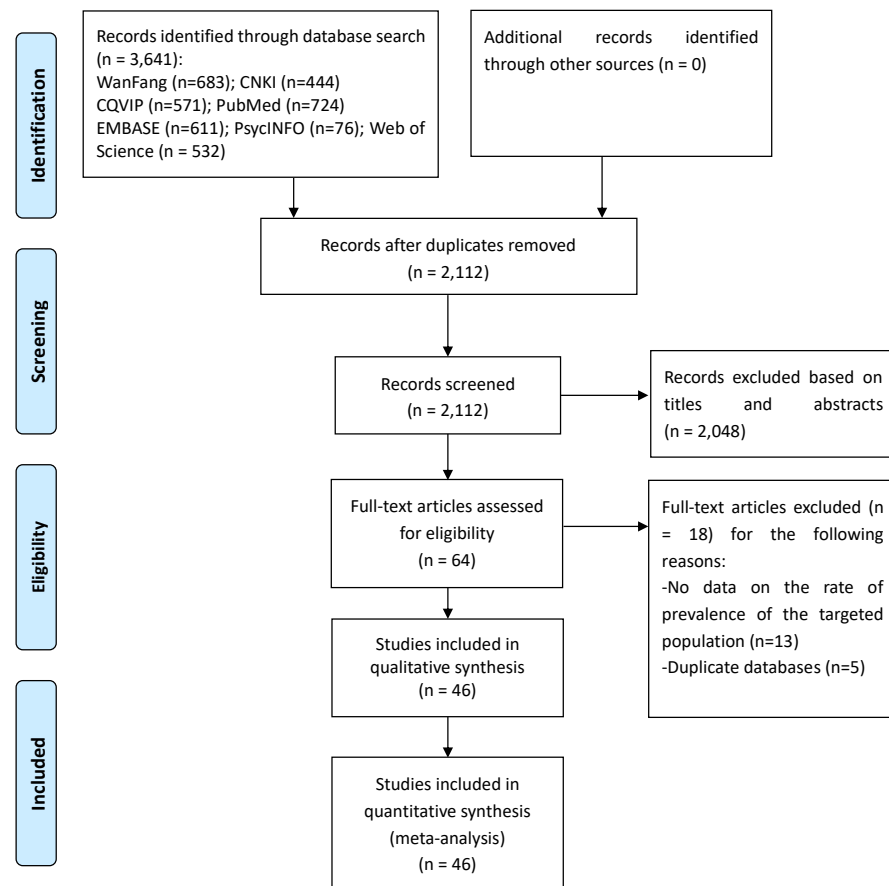 Identification
Records identified through database search
(n = 3,641):
WanFang (n=683); CNKI (n=444)
CQVIP (n=571); PubMed (n=724)
EMBASE (n=611); PsycINFO (n=76); Web of
Science (n = 532)
Additional records identified
through other sources (n = 0)
Records after duplicates removed
(n = 2,112)
Screening
Records screened
(n = 2,112)
Records excluded based on
titles and abstracts
(n = 2,048)
Eligibility
Full-text articles assessed
for eligibility
(n = 64)
Full-text articles excluded (n
= 18) for the following
reasons:
-No data on the rate of
prevalence of the targeted
population (n=13)
-Duplicate databases (n=5)
Studies included in
qualitative synthesis
(n = 46)
Included
Studies included in
quantitative synthesis
(meta-analysis)
(n = 46)